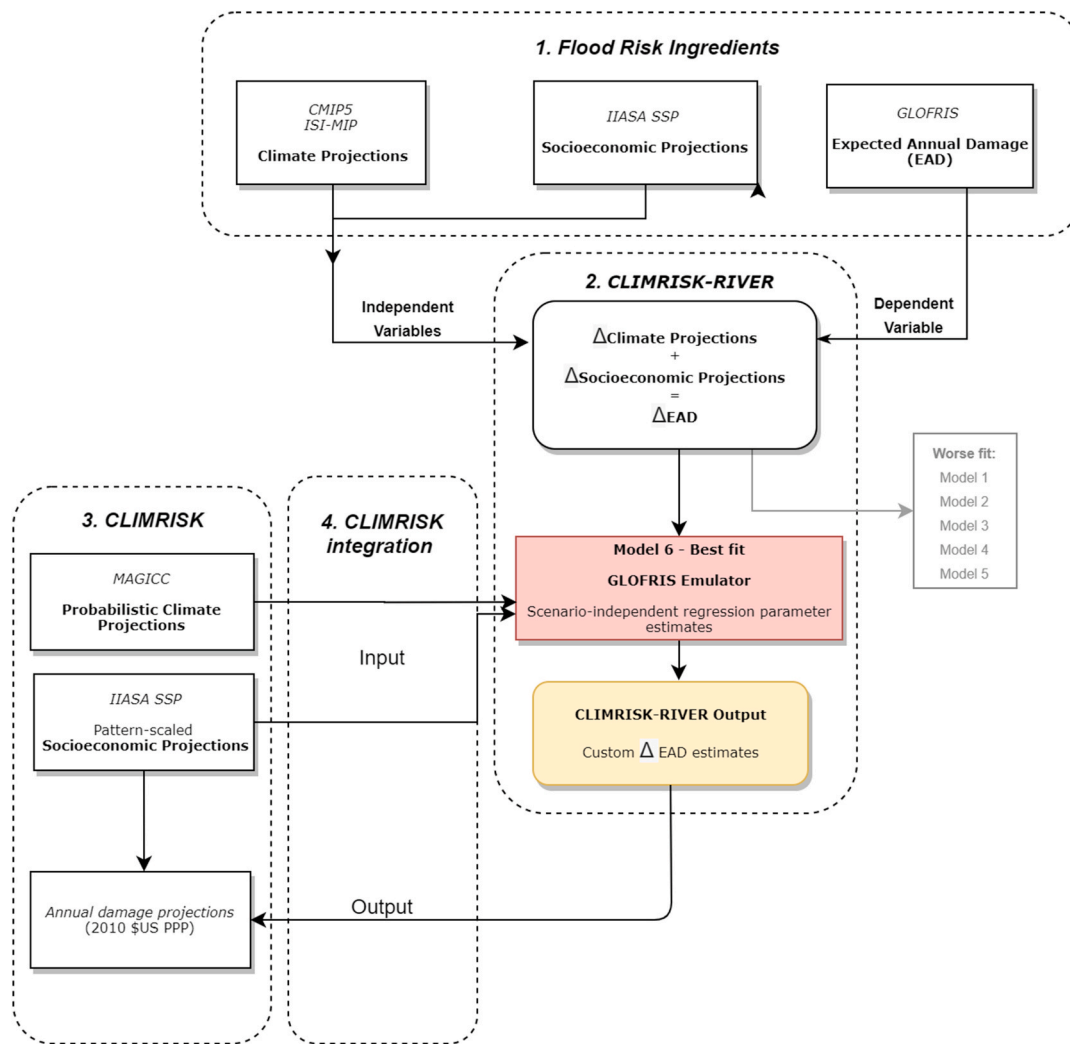 1. Flood Risk Ingredients
CMIP5
ISI-MIP
Climate Projections
IIASA SSP
Socioeconomic Projections
GLOFRIS
Expected Annual Damage
(EAD)
Independent
Variables
2. CLIMRISK-RIVER
Dependent
Variable
ΔClimate Projections
+
ΔSocioeconomic Projections
=
ΔEAD
Worse fit:
Model 1
Model 2
Model 3
Model 4
Model 5
3. CLIMRISK
4. CLIMRISK
integration
MAGICC
Probabilistic Climate
Projections
Model 6 - Best fit
GLOFRIS Emulator
Scenario-independent regression parameter
estimates
Input
IIASA SSP
Pattern-scaled
Socioeconomic Projections
CLIMRISK-RIVER Output
Custom Δ EAD estimates
Annual damage projections
(2010 $US PPP)
Output